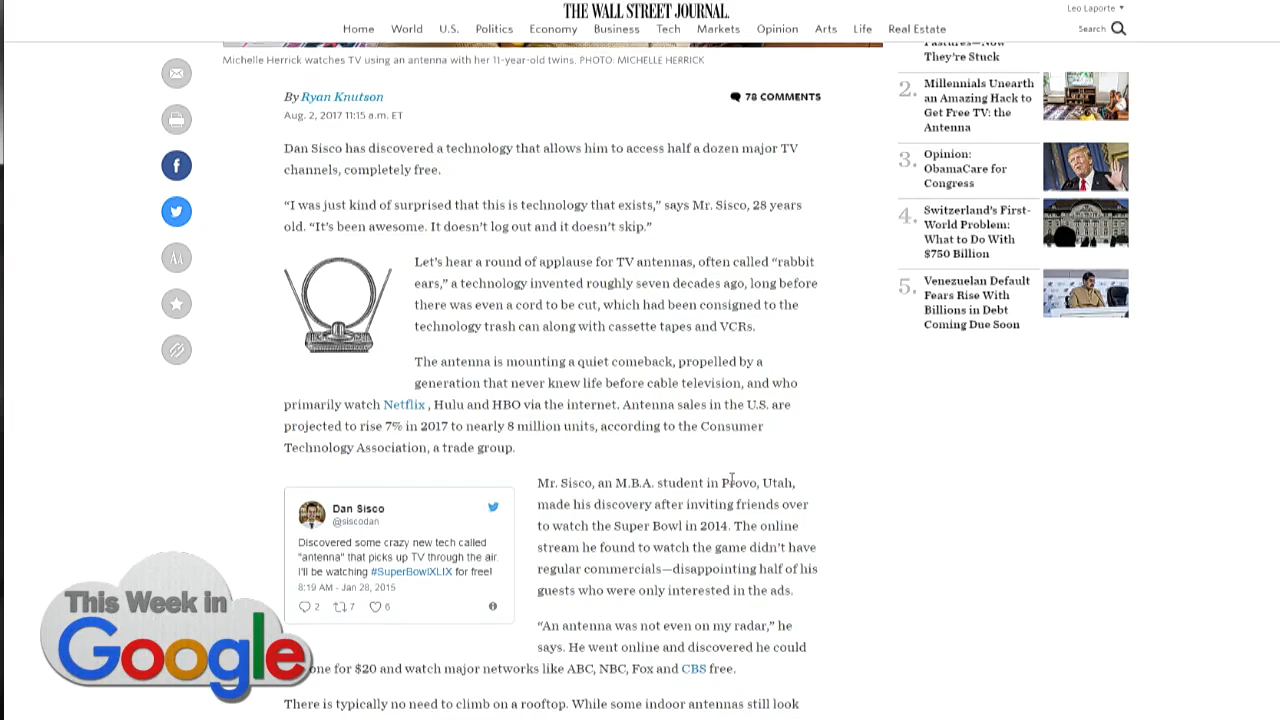 THE WALL STREET JOURNAL.
Leo Laporte
Home World U.S. Politics Economy Business Tech Markets Opinion Arts Life Real Estate
Search
Michelle Herrick watches TV using an antenna with her 11-year-old twins. PHOTO: MICHELLE HERRICK
By Ryan Knutson
78 COMMENTS
Aug. 2, 2017 11:15 a.m. ET
Dan Sisco has discovered a technology that allows him to access half a dozen major TV
channels, completely free.
“I was just kind of surprised that this is technology that exists,” says Mr. Sisco, 28 years
old. “It’s been awesome. It doesn’t log out and it doesn’t skip.”
Let’s hear a round of applause for TV antennas, often called “rabbit
ears,” a technology invented roughly seven decades ago, long before
there was even a cord to be cut, which had been consigned to the
technology trash can along with cassette tapes and VCRs.
The antenna is mounting a quiet comeback, propelled by a
generation that never knew life before cable television, and who
primarily watch Netflix , Hulu and HBO via the internet. Antenna sales in the U.S. are
projected to rise 7% in 2017 to nearly 8 million units, according to the Consumer
Technology Association, a trade group.
Mr. Sisco, an M.B.A. student in Provo, Utah,
made his discovery after inviting friends over
to watch the Super Bowl in 2014. The online
stream he found to watch the game didn’t have
regular commercials—disappointing half of his
guests who were only interested in the ads.
Dan Sisco
@siscodan
Discovered some crazy new tech called
"antenna" that picks up TV through the air.
I'll be watching #SuperBowlXLIX for free!
8:19 AM - Jan 28, 2015
2 7 6
“An antenna was not even on my radar,” he
says. He went online and discovered he could
one for $20 and watch major networks like ABC, NBC, Fox and CBS free.
There is typically no need to climb on a rooftop. While some indoor antennas still look
Pastures—Now
They’re Stuck
2. Millennials Unearth
an Amazing Hack to
Get Free TV: the
Antenna
3. Opinion:
ObamaCare for
Congress
4. Switzerland’s First-
World Problem:
What to Do With
$750 Billion
5. Venezuelan Default
Fears Rise With
Billions in Debt
Coming Due Soon
AA
f
This Week in
Google